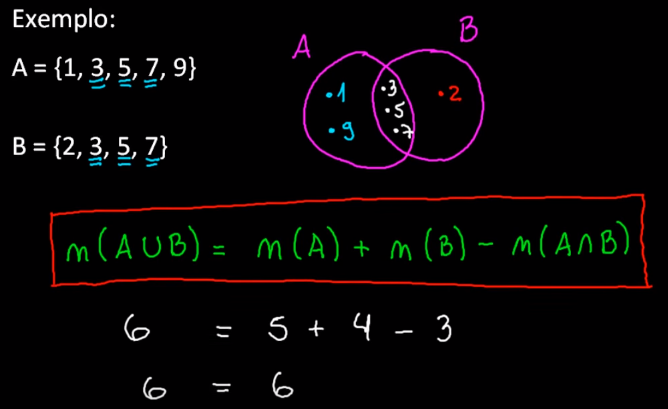 Exemplo:
A = {1, 3, 5, 7, 9}
B = {2, 3, 5, 7}
A
B
•1
•9
•3
•5
•7
•2
n(A∪B) = n(A) + n(B) − n(A∩B)
6 = 5 + 4 − 3
6 = 6